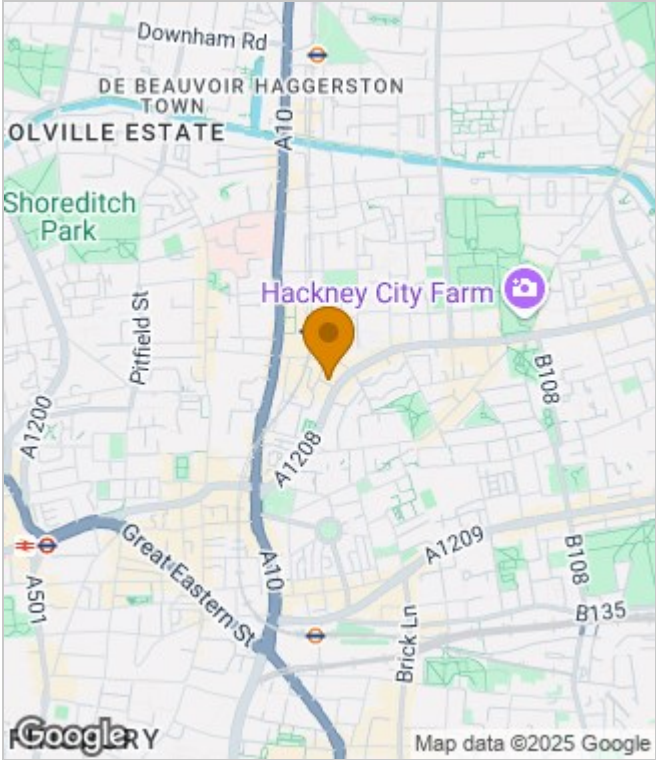 Downham Rd
DE BEAUVOIR HAGGERSTON
TOWN
OLVILLE ESTATE
A10
Shoreditch
Park
Hackney City Farm
Pitfield St
B108
A1200
A1208
A10
Great Eastern St
A1209
B108
A501
B135
Brick Ln
Google
Map data ©2025 Google